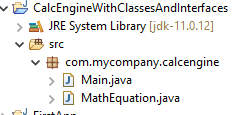 CalcEngineWithClassesAndInterfaces
JRE System Library [jdk-11.0.12]
src
com.mycompany.calcengine
Main.java
MathEquation.java